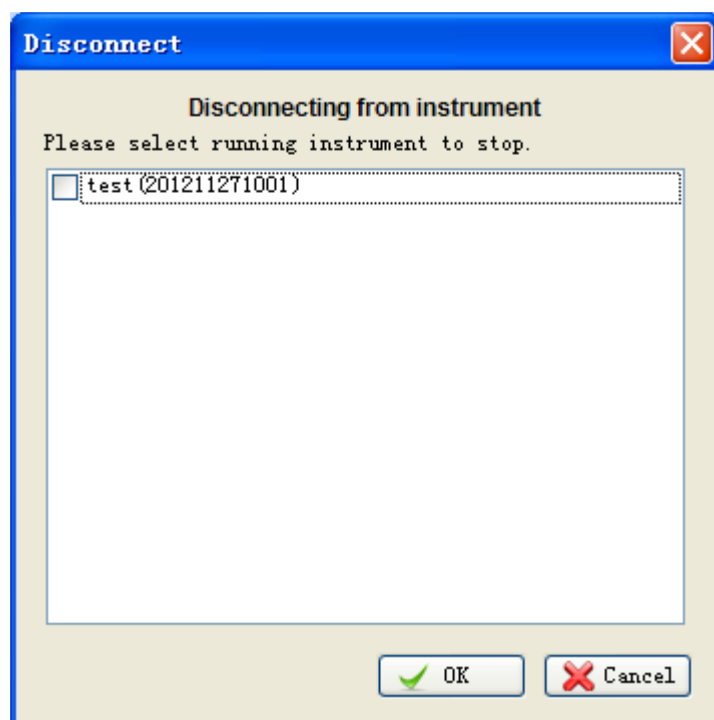 Disconnect
Disconnecting from instrument
Please select running instrument to stop.
test(201211271001)
OK
Cancel